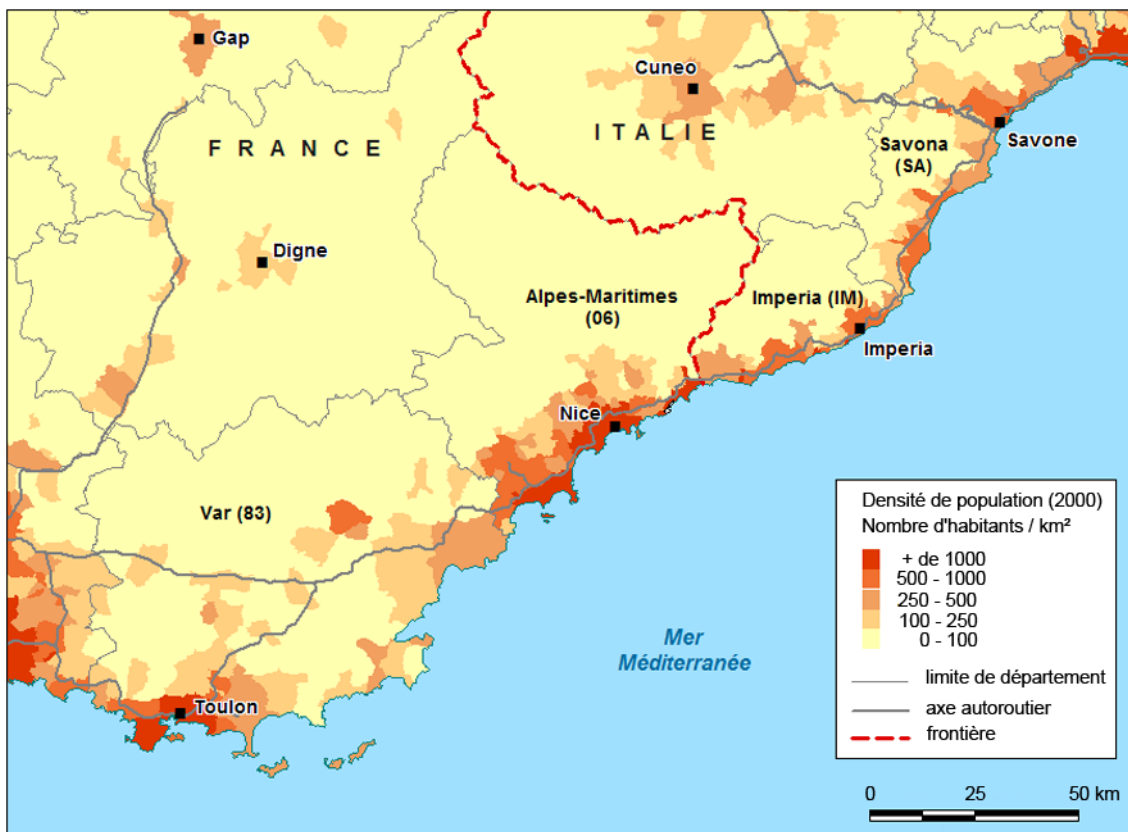 Gap
Cuneo
FRANCE
ITALIE
Savone
Savona
(SA)
Digne
Alpes-Maritimes
(06)
Imperia (IM)
Imperia
Nice
Var (83)
Toulon
Mer
Méditerranée
Densité de population (2000)
Nombre d'habitants / km²
+ de 1000
500 - 1000
250 - 500
100 - 250
0 - 100
limite de département
axe autoroutier
frontière
0 25 50 km